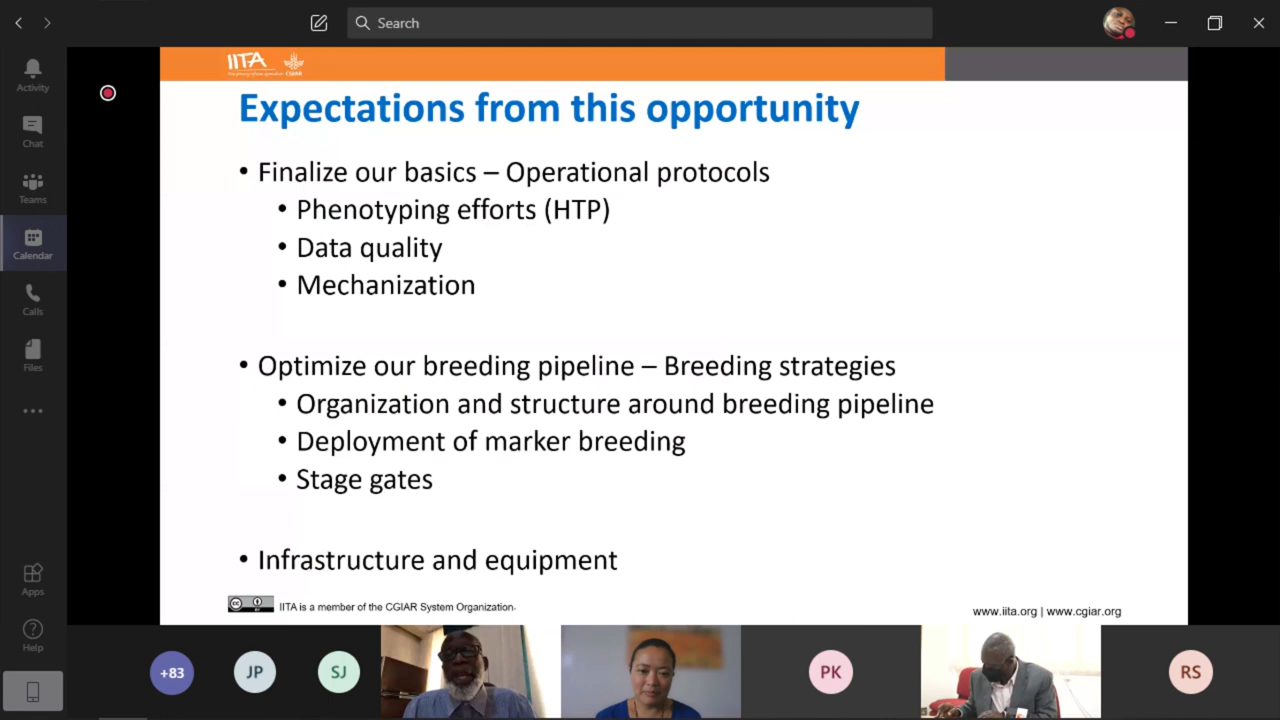 Search
Activity
Chat
Teams
Calendar
Calls
Files
Apps
Help
IITA
CGIAR
Expectations from this opportunity
• Finalize our basics – Operational protocols
• Phenotyping efforts (HTP)
• Data quality
• Mechanization
• Optimize our breeding pipeline – Breeding strategies
• Organization and structure around breeding pipeline
• Deployment of marker breeding
• Stage gates
• Infrastructure and equipment
cc BY IITA is a member of the CGIAR System Organization.
www.iita.org | www.cgiar.org
+83
JP
SJ
PK
RS